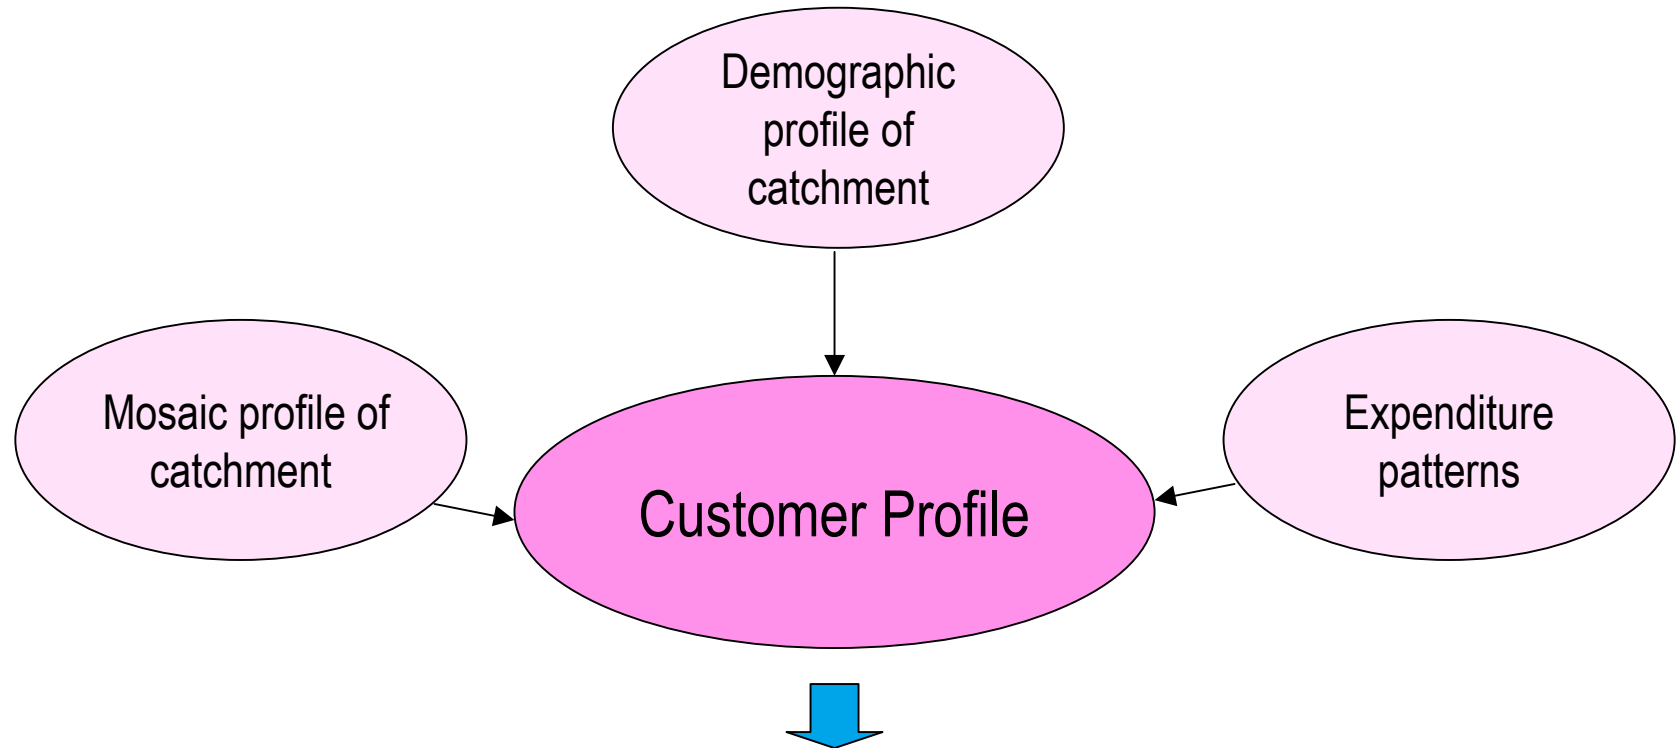 Demographic
profile of
catchment
Mosaic profile of
catchment
Expenditure
patterns
Customer Profile